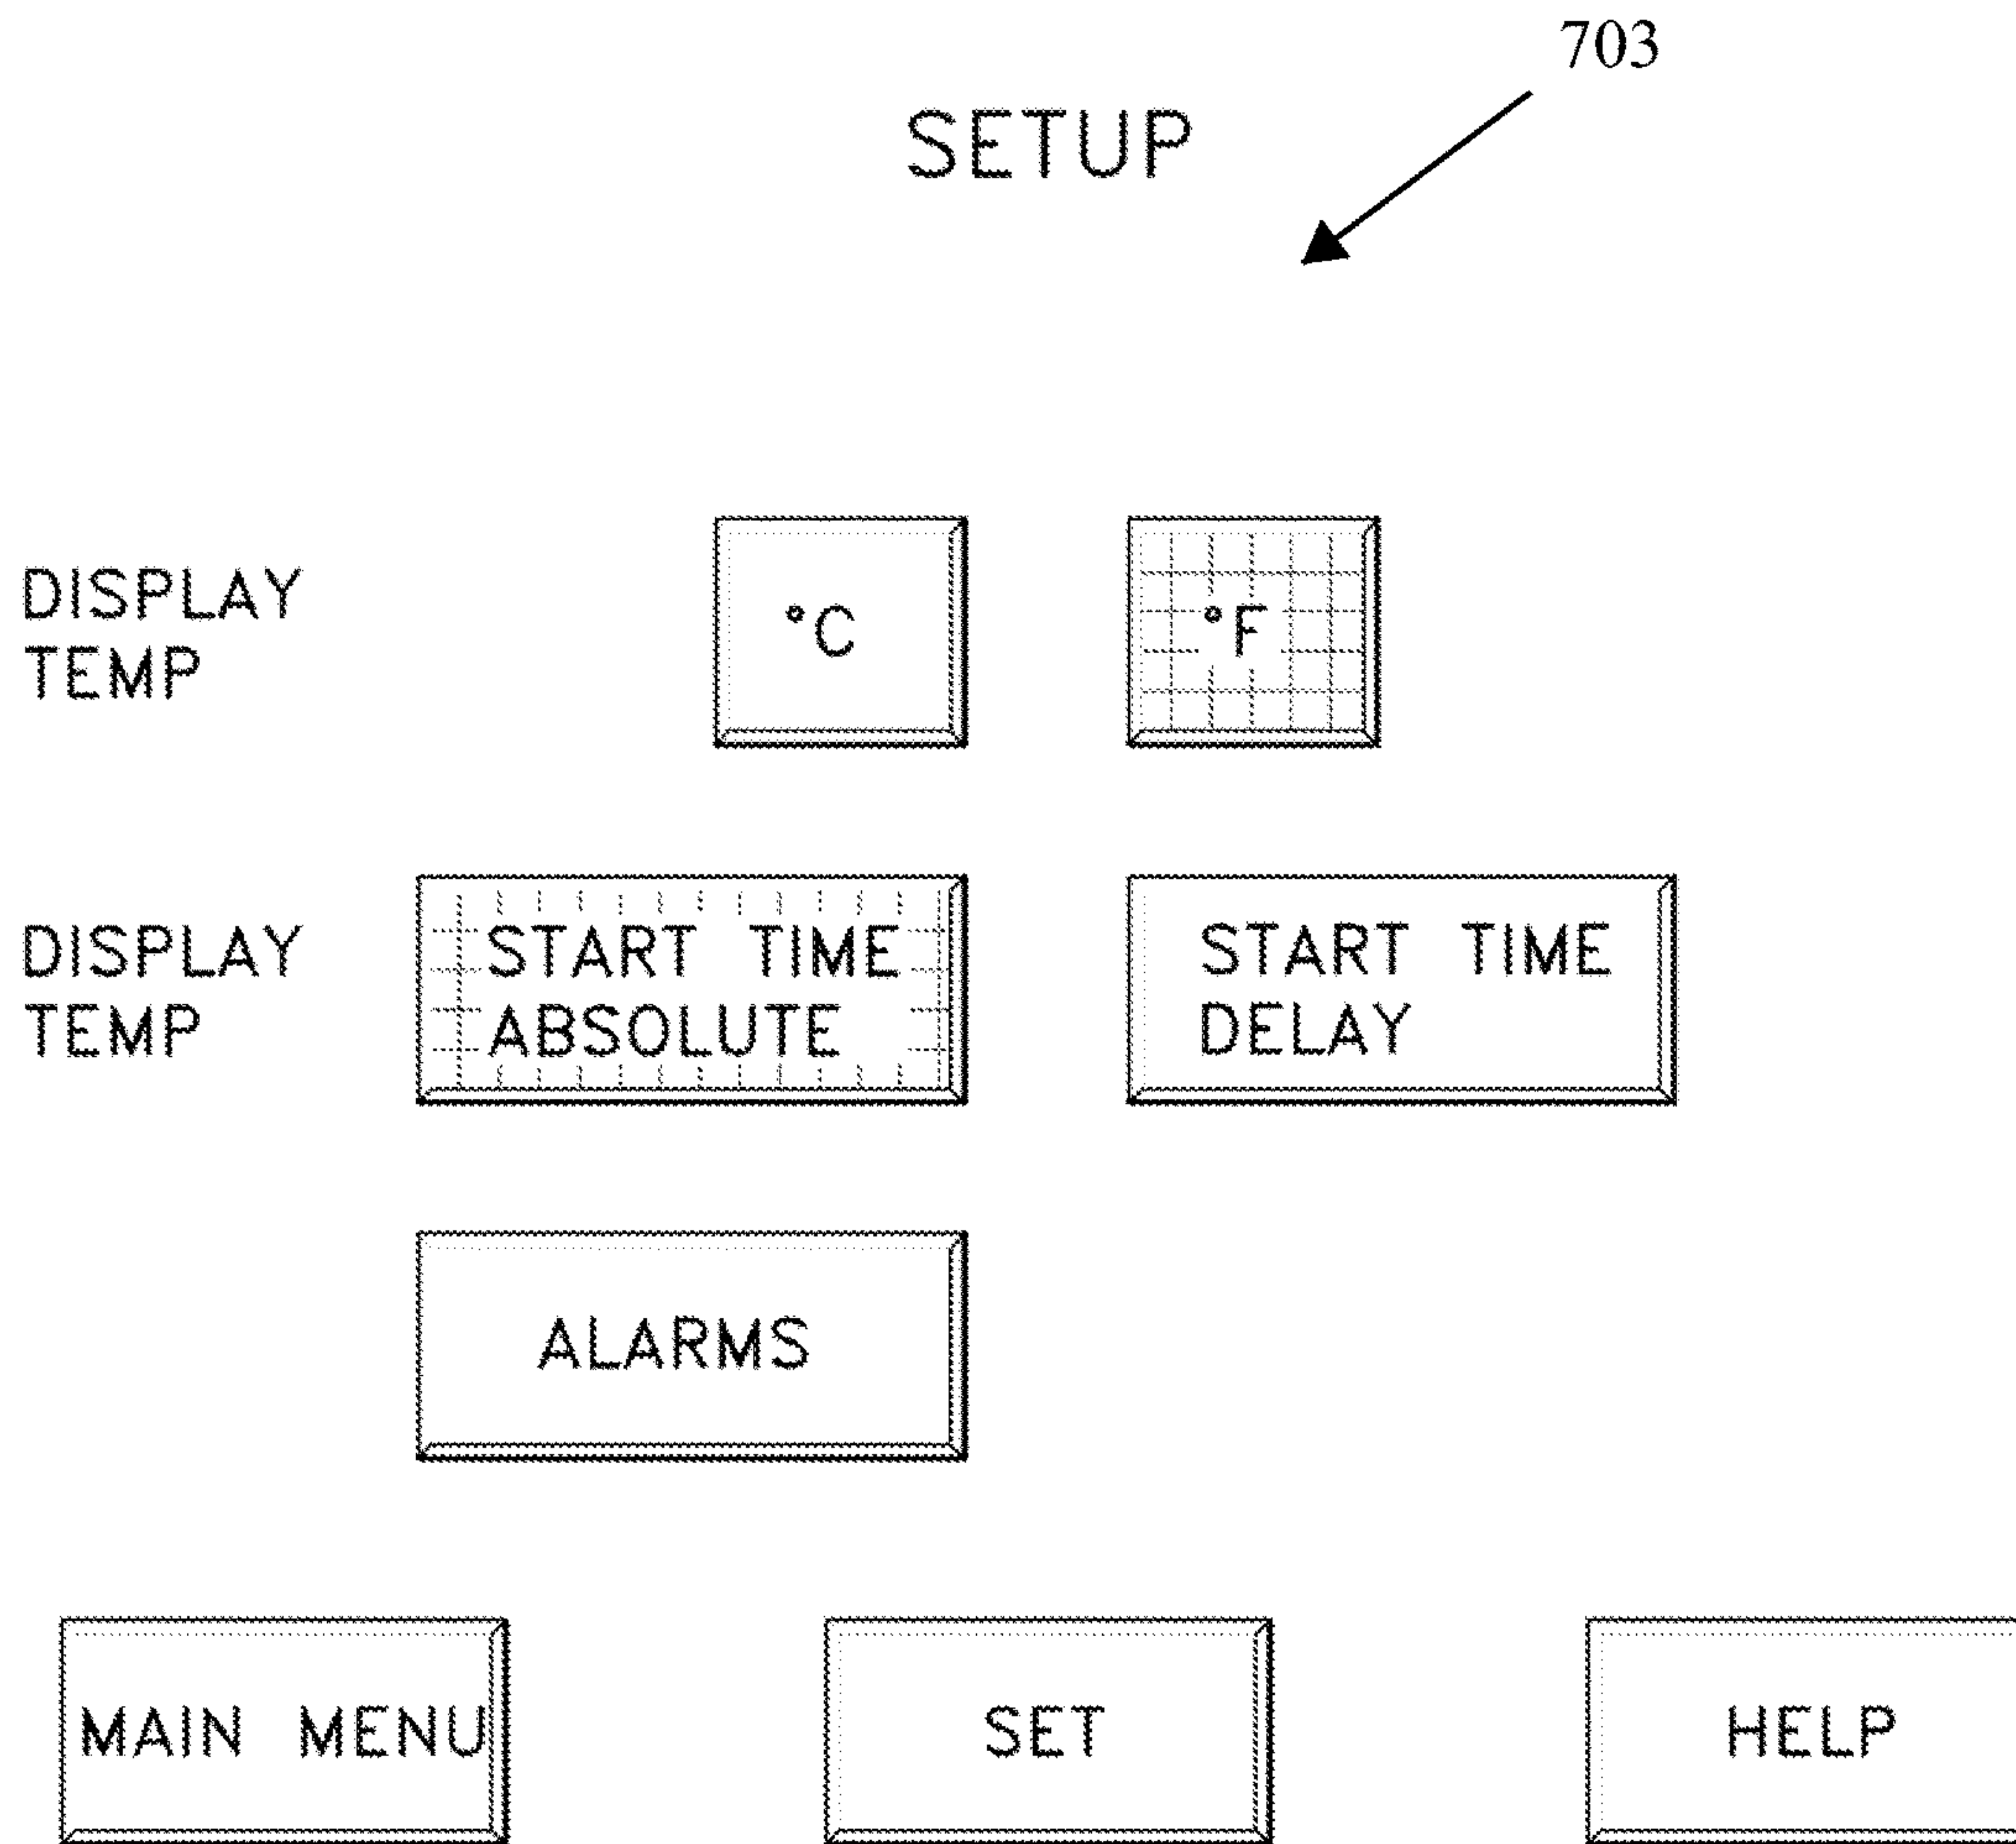 703
SETUP
DISPLAY
TEMP
°C
°F
DISPLAY
TEMP
START TIME
ABSOLUTE
START TIME
DELAY
ALARMS
MAIN MENU
SET
HELP